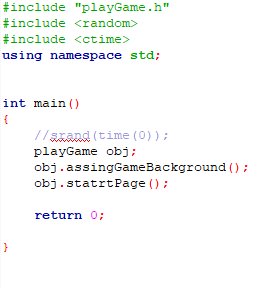 #include "playGame.h"
#include <random>
#include <ctime>
using namespace std;
int main()
{
//srand(time(0));
playGame obj;
obj.assingGameBackground();
obj.statrtPage();
return 0;
}